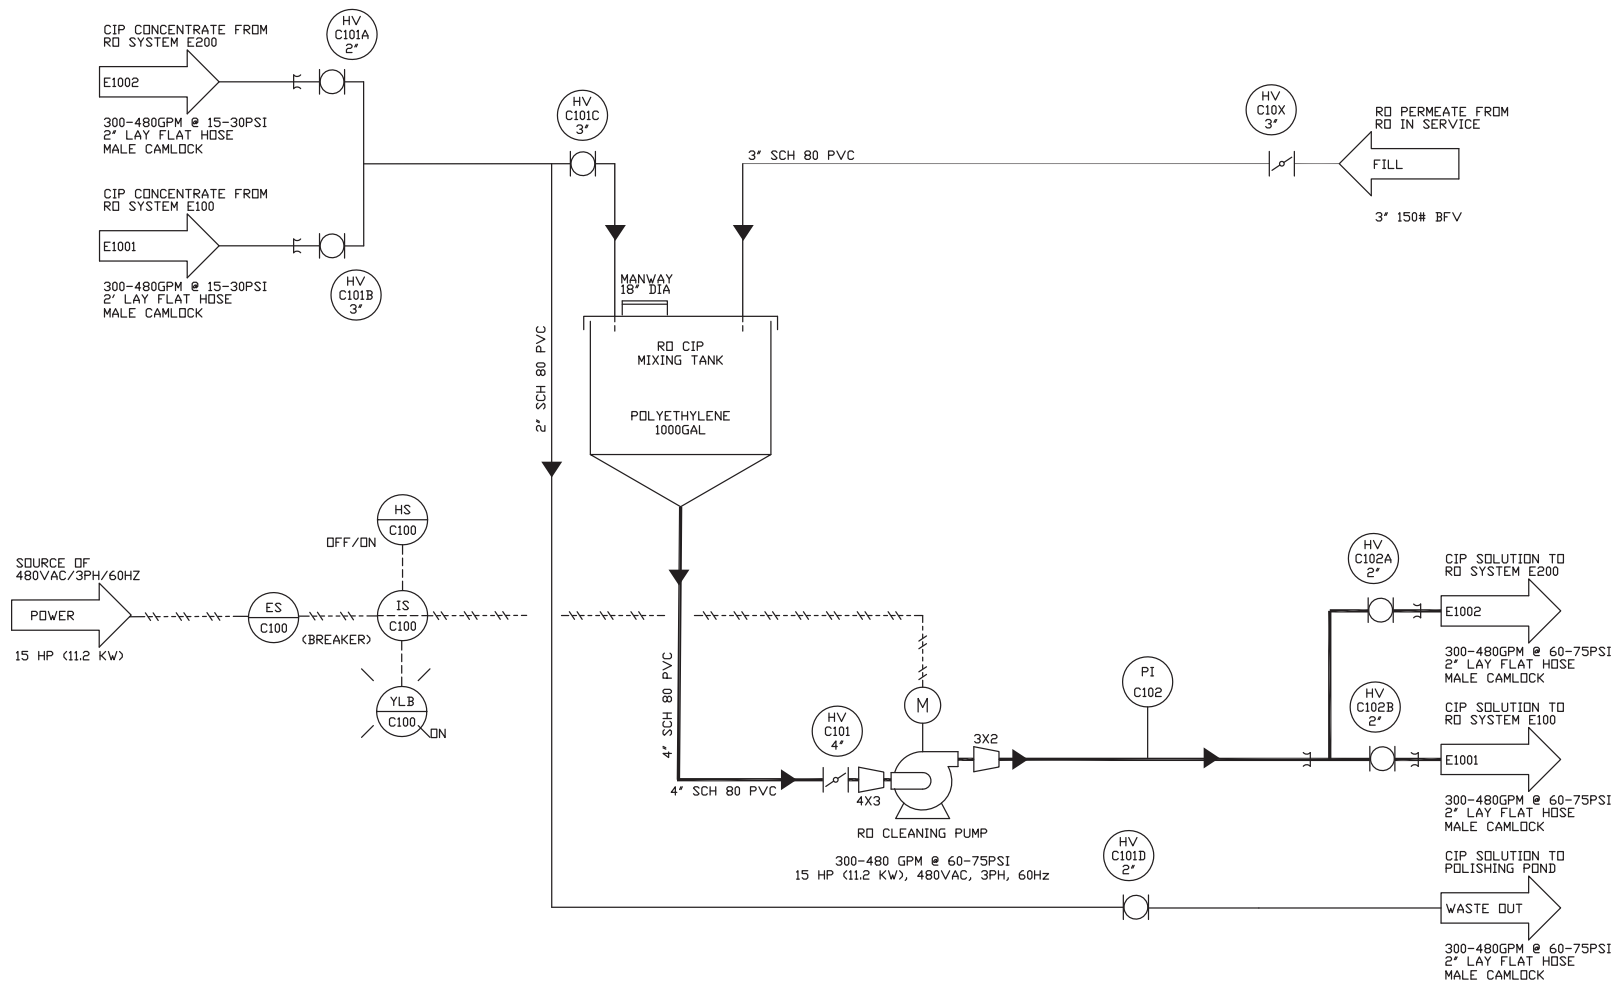 CIP CONCENTRATE FROM
RO SYSTEM E200
E1002
300-480GPM @ 15-30PSI
2" LAY FLAT HOSE
MALE CAMLOCK
HV
C101A
2"
CIP CONCENTRATE FROM
RO SYSTEM E100
E1001
300-480GPM @ 15-30PSI
2' LAY FLAT HOSE
MALE CAMLOCK
HV
C101B
3"
HV
C101C
3"
3" SCH 80 PVC
HV
C10X
3"
RO PERMEATE FROM
RO IN SERVICE
FILL
3" 150# BFV
MANWAY
18" DIA
RO CIP
MIXING TANK
POLYETHYLENE
1000GAL
2" SCH 80 PVC
SOURCE OF
480VAC/3PH/60HZ
POWER
15 HP (11.2 KW)
ES
C100
(BREAKER)
HS
C100
OFF/ON
IS
C100
YLB
C100
ON
4" SCH 80 PVC
4" SCH 80 PVC
HV
C101
4"
4X3
M
3X2
RO CLEANING PUMP
300-480 GPM @ 60-75PSI
15 HP (11.2 KW), 480VAC, 3PH, 60Hz
PI
C102
HV
C102A
2"
CIP SOLUTION TO
RO SYSTEM E200
E1002
300-480GPM @ 60-75PSI
2" LAY FLAT HOSE
MALE CAMLOCK
HV
C102B
2"
CIP SOLUTION TO
RO SYSTEM E100
E1001
300-480GPM @ 60-75PSI
2" LAY FLAT HOSE
MALE CAMLOCK
HV
C101D
2"
CIP SOLUTION TO
POLISHING POND
WASTE OUT
300-480GPM @ 60-75PSI
2" LAY FLAT HOSE
MALE CAMLOCK